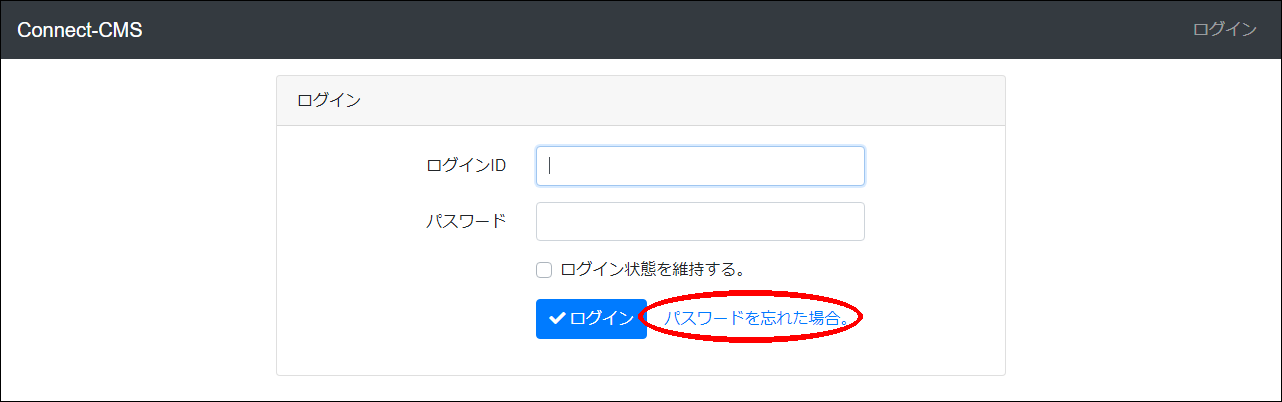 Connect-CMS
ログイン
ログイン
ログインID
パスワード
ログイン状態を維持する。
ログイン
パスワードを忘れた場合。